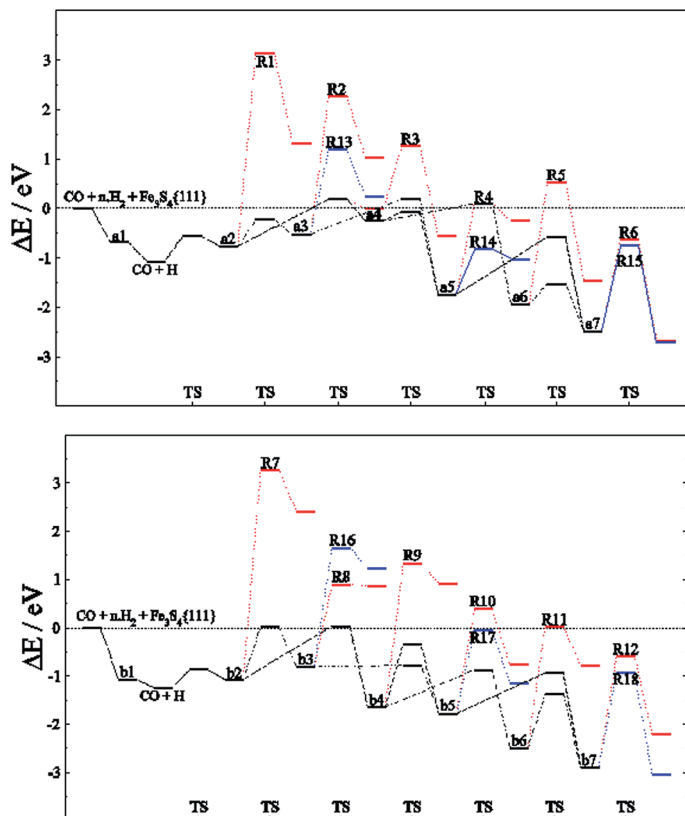 3
2
1
0
-1
-2
-3
ΔE / eV
CO + n.H2 + Fe3S4{111}
a1
CO + H
a2
R1
a3
R2
R13
a4
R3
a5
R4
R14
a6
R5
a7
R6
R15
TS TS TS TS TS TS TS
3
2
1
0
-1
-2
-3
ΔE / eV
CO + n.H2 + Fe3S4{111}
b1
CO + H
b2
R7
b3
R16
R8
b4
R9
b5
R10
R17
b6
R11
b7
R12
R18
TS TS TS TS TS TS TS